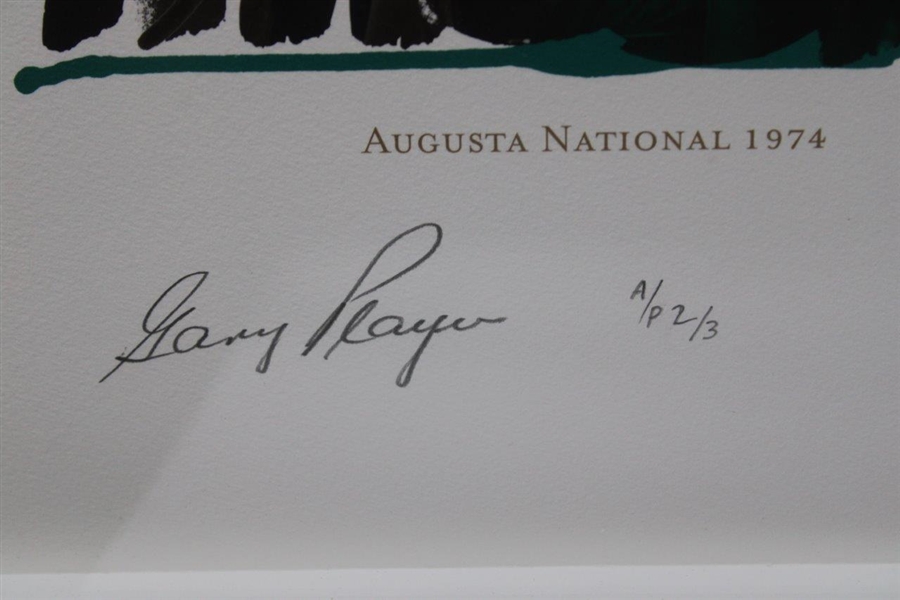 Augusta National 1974
Gary Player
A/P 2/3